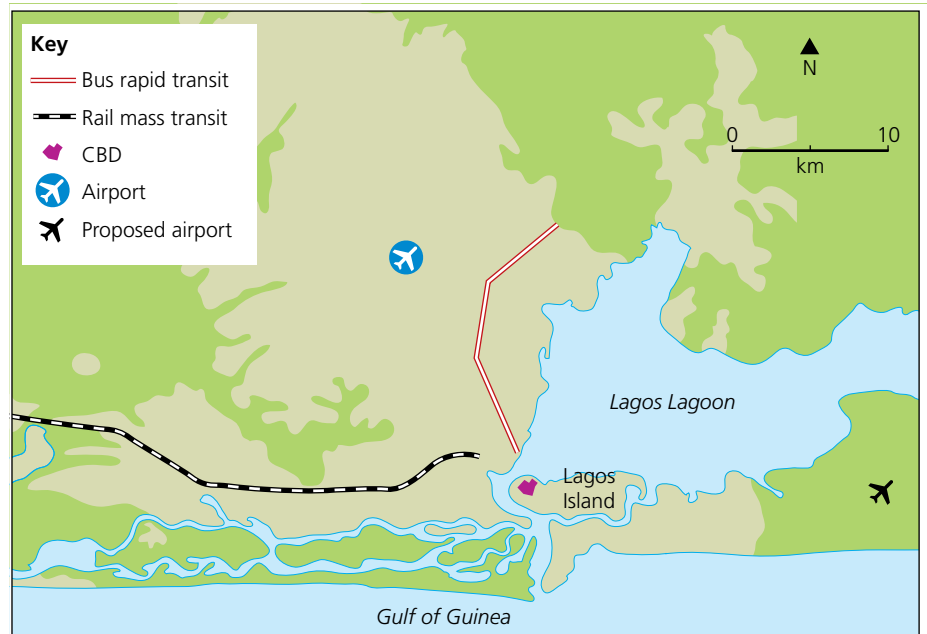 Key
Bus rapid transit
Rail mass transit
CBD
Airport
Proposed airport
N
0 10
km
Lagos Lagoon
Lagos
Island
Gulf of Guinea